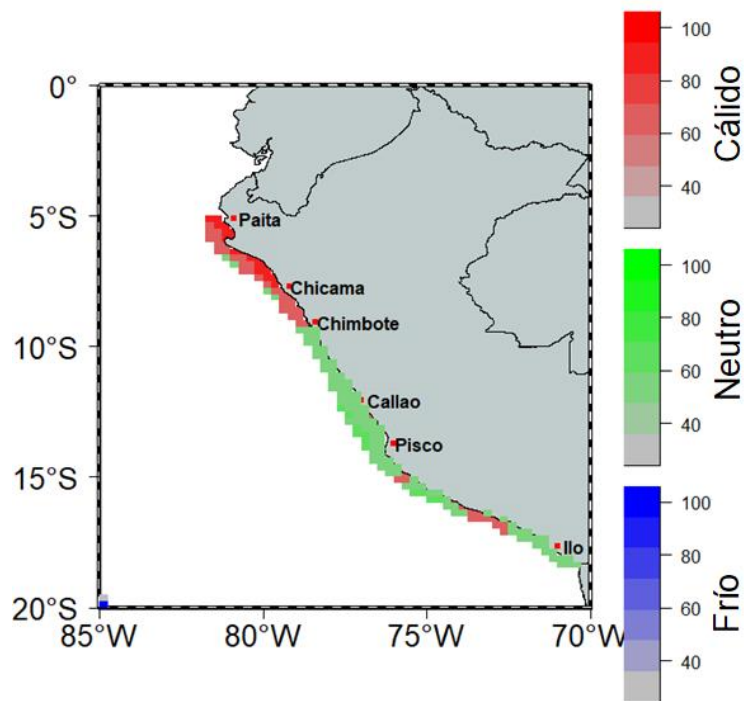 0°
5°S
10°S
15°S
20°S
85°W
80°W
75°W
70°W
Paita
Chicama
Chimbote
Callao
Pisco
Ilo
100
80
60
40
Cálido
100
80
60
40
Neutro
100
80
60
40
Frío